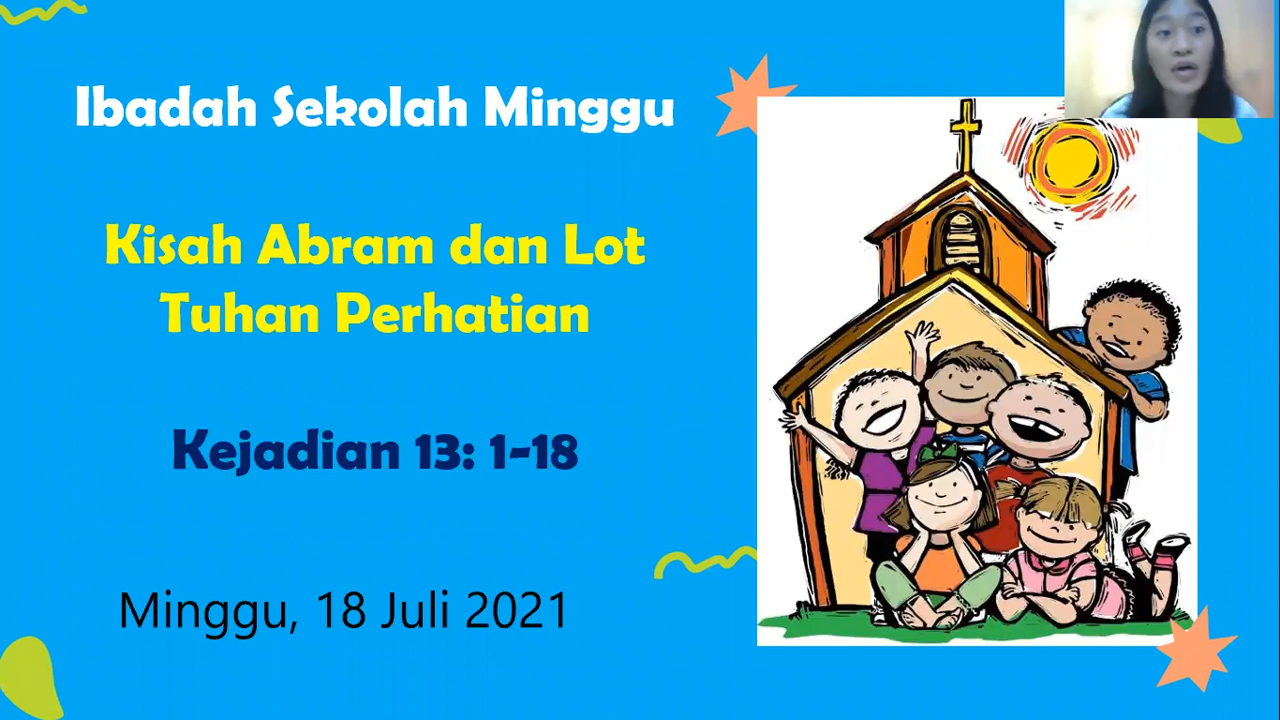 Ibadah Sekolah Minggu
Kisah Abram dan Lot
Tuhan Perhatian
Kejadian 13: 1-18
Minggu, 18 Juli 2021